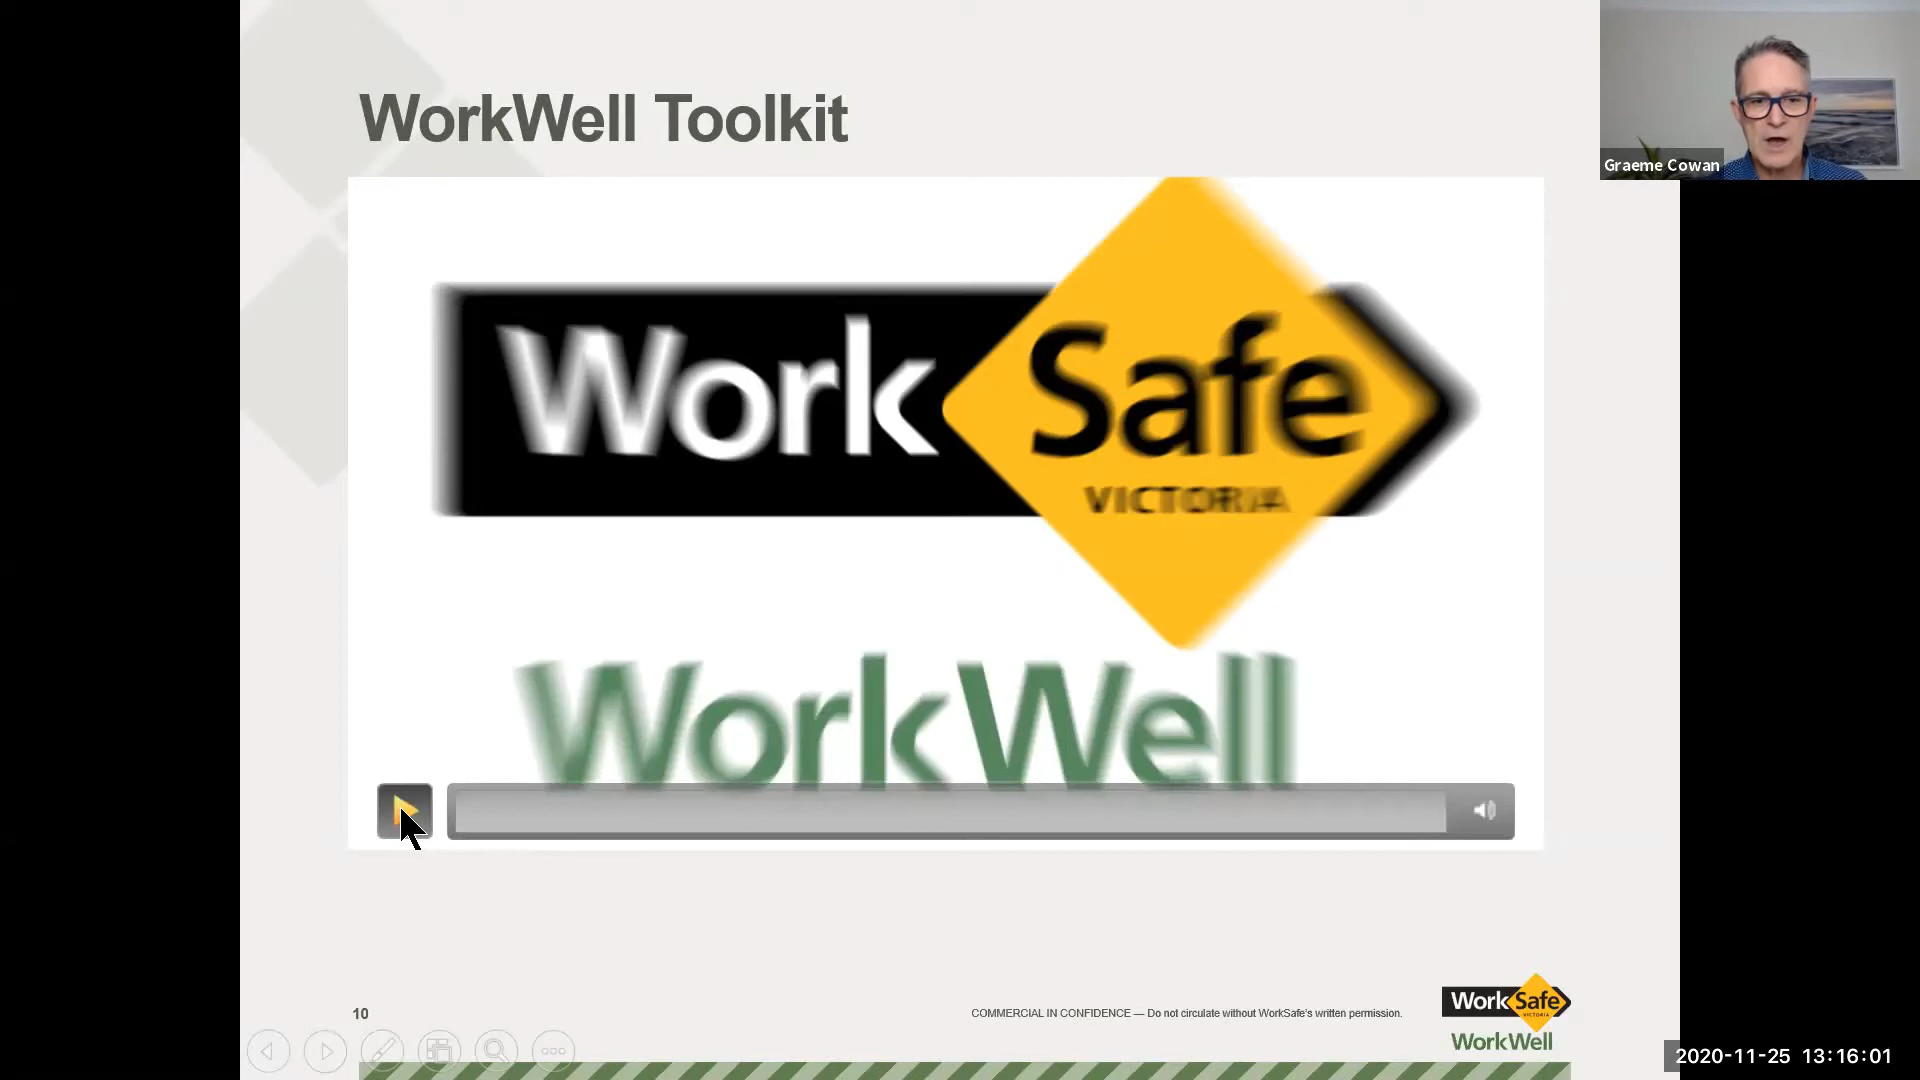 WorkWell Toolkit
Graeme Cowan
Work Safe
VICTORIA
WorkWell
10
COMMERCIAL IN CONFIDENCE — Do not circulate without WorkSafe's written permission.
WorkSafe
VICTORIA
WorkWell
2020-11-25 13:16:01